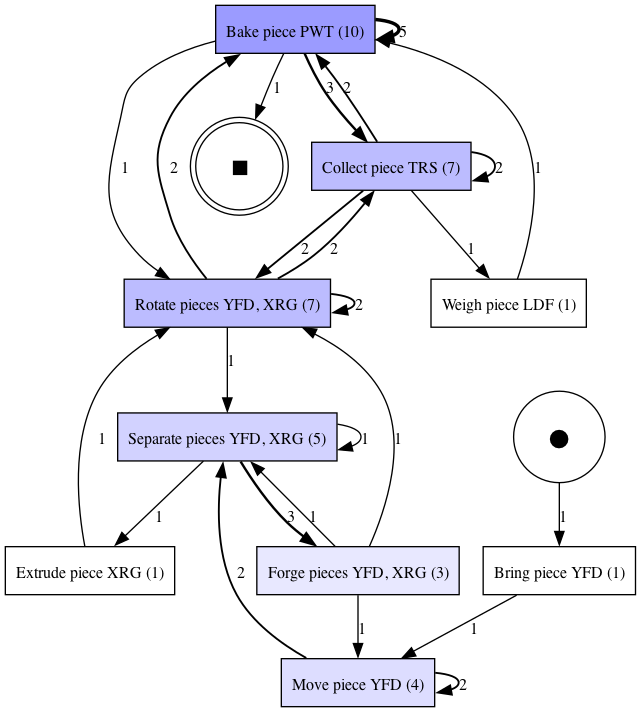 Bake piece PWT (10)
5
1
3
2
Collect piece TRS (7)
2
1
2
1
2
2
1
Rotate pieces YFD, XRG (7)
2
Weigh piece LDF (1)
1
Separate pieces YFD, XRG (5)
1
1
1
1
3
1
1
Extrude piece XRG (1)
Forge pieces YFD, XRG (3)
Bring piece YFD (1)
2
1
1
Move piece YFD (4)
2